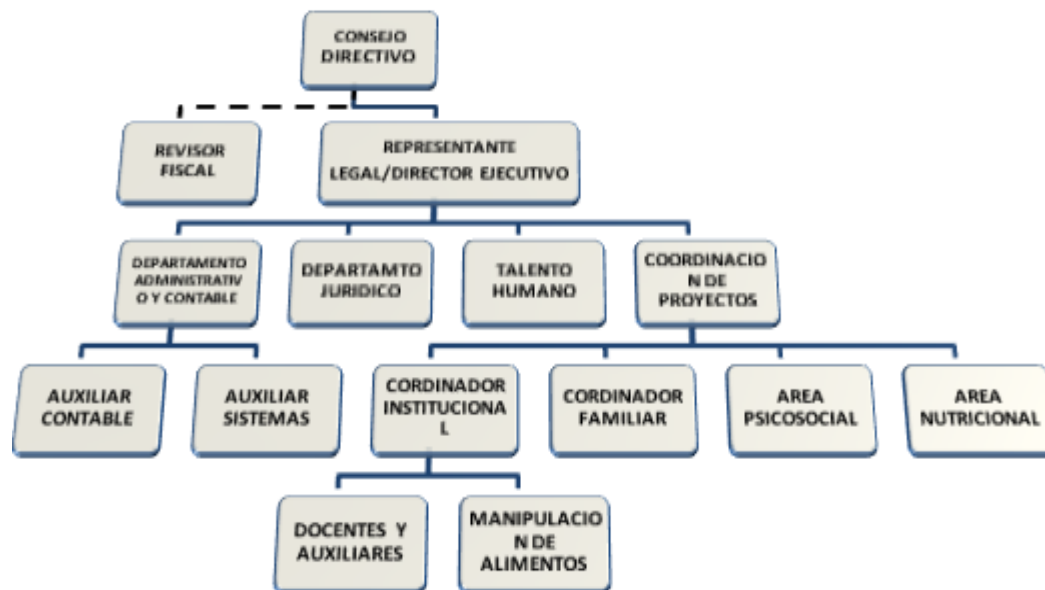 CONSEJO
DIRECTIVO
REVISOR
FISCAL
REPRESENTANTE
LEGAL/DIRECTOR EJECUTIVO
DEPARTAMENTO
ADMINISTRATIV
O Y CONTABLE
DEPARTAMTO
JURIDICO
TALENTO
HUMANO
COORDINACIO
N DE
PROYECTOS
AUXILIAR
CONTABLE
AUXILIAR
SISTEMAS
CORDINADOR
INSTITUCIONA
L
CORDINADOR
FAMILIAR
AREA
PSICOSOCIAL
AREA
NUTRICIONAL
DOCENTES Y
AUXILIARES
MANIPULACIO
N DE
ALIMENTOS